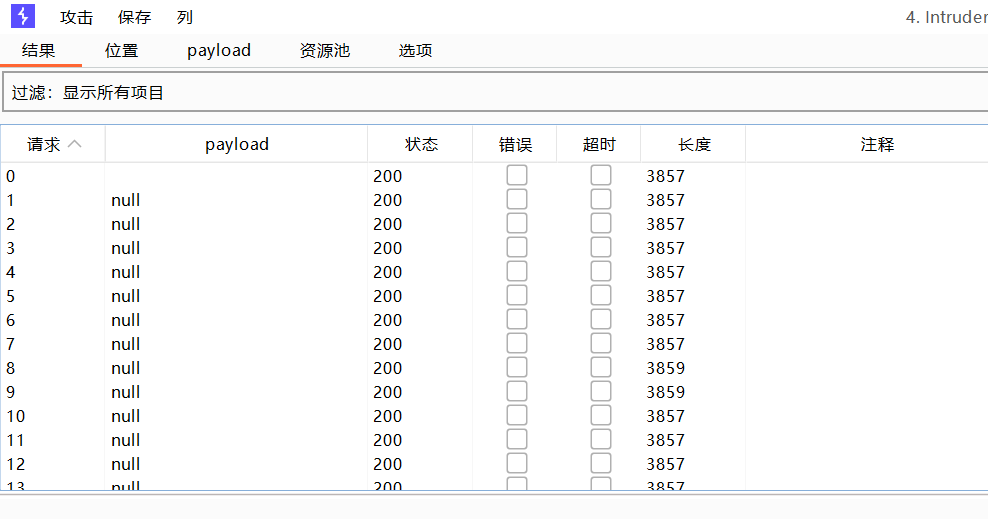 攻击 保存 列 4. Intruder
结果 位置 payload 资源池 选项
过滤：显示所有项目
请求 payload 状态 错误 超时 长度 注释
0 200 3857
1 null 200 3857
2 null 200 3857
3 null 200 3857
4 null 200 3857
5 null 200 3857
6 null 200 3857
7 null 200 3857
8 null 200 3859
9 null 200 3859
10 null 200 3857
11 null 200 3857
12 null 200 3857
13 null 200 3857